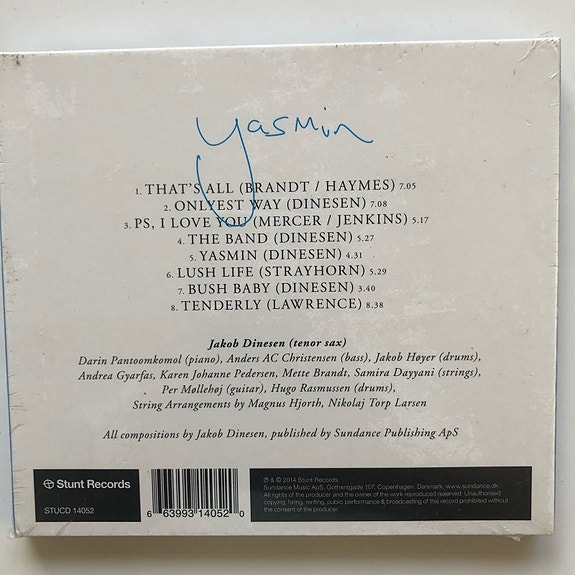 yasmin
1. THAT'S ALL (BRANDT / HAYMES) 7.05
2. ONLYEST WAY (DINESEN) 7.08
3. PS, I LOVE YOU (MERCER / JENKINS) 5.17
4. THE BAND (DINESEN) 5.27
5. YASMIN (DINESEN) 4.31
6. LUSH LIFE (STRAYHORN) 5.29
7. BUSH BABY (DINESEN) 3.40
8. TENDERLY (LAWRENCE) 8.38
Jakob Dinesen (tenor sax)
Darin Pantoomkomol (piano), Anders AC Christensen (bass), Jakob Høyer (drums),
Andrea Gyarfas, Karen Johanne Pedersen, Mette Brandt, Samira Dayyani (strings),
Per Møllehøj (guitar), Hugo Rasmussen (drums),
String Arrangements by Magnus Hjorth, Nikolaj Torp Larsen
All compositions by Jakob Dinesen, published by Sundance Publishing ApS
Stunt Records
STUCD 14052
6 63993 14052 0
℗ & © 2014 Stunt Records.
Sundance Music ApS, Gothersgade 107, Copenhagen, Denmark; www.sundance.dk
All rights of the producer and the owner of the work reproduced reserved. Unauthorised
copying, hiring, renting, public performance & broadcasting of this record prohibited without
the consent of the producer.